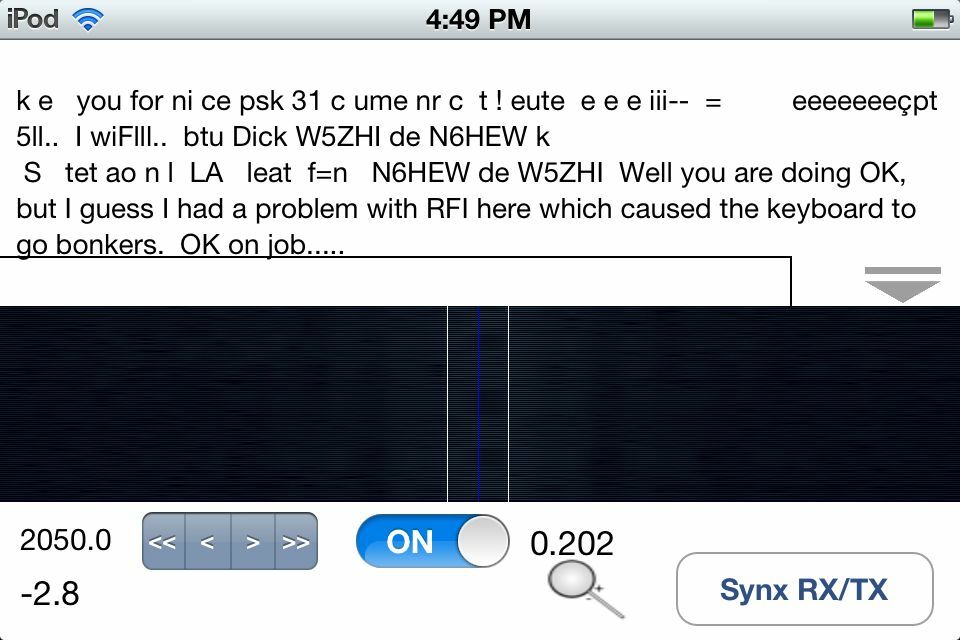 iPod 4:49 PM
k e you for ni ce psk 31 c ume nr c t ! eute e e e iii-- = eeeeeeeçpt
5ll.. I wiFlll.. btu Dick W5ZHI de N6HEW k
S tet ao n l LA leat f=n N6HEW de W5ZHI Well you are doing OK,
but I guess I had a problem with RFI here which caused the keyboard to
go bonkers. OK on job.....
2050.0 << < > >> ON 0.202
-2.8 Synx RX/TX